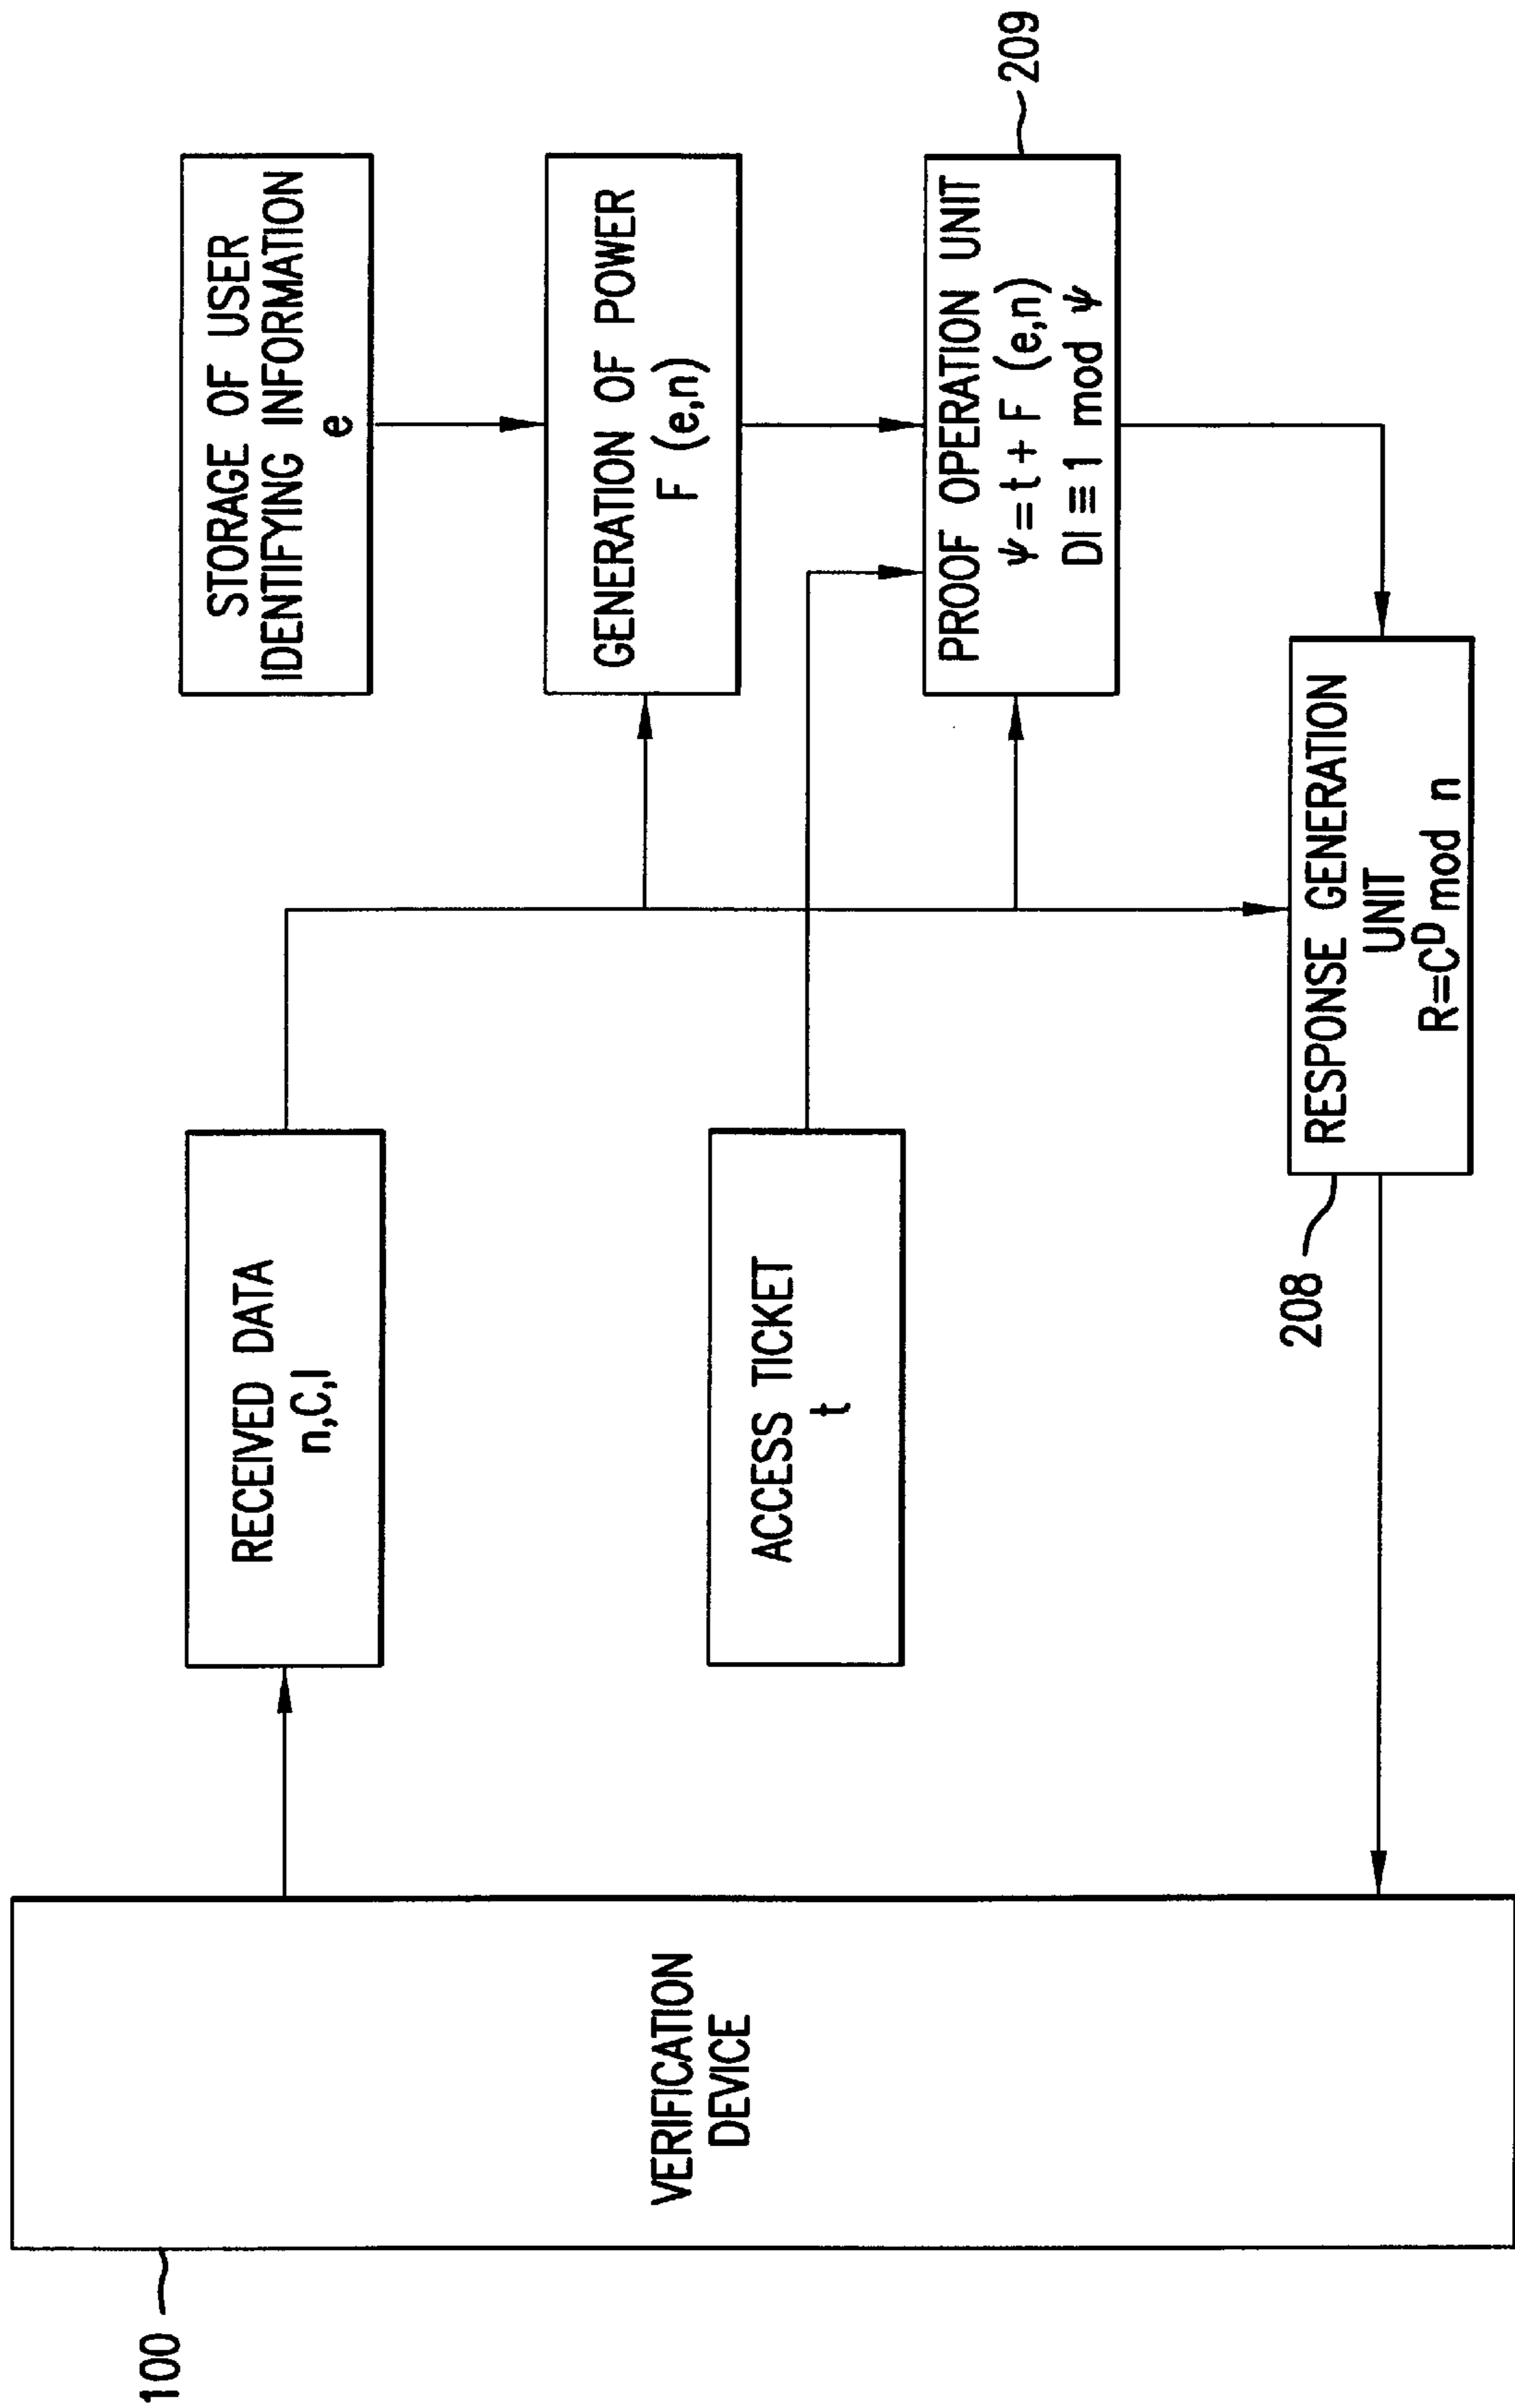 100
VERIFICATION
DEVICE
RECEIVED DATA
n,C,I
ACCESS TICKET
t
STORAGE OF USER
IDENTIFYING INFORMATION
e
GENERATION OF POWER
F (e,n)
PROOF OPERATION UNIT
ψ = t + F (e,n)
DI ≡ 1 mod ψ
209
RESPONSE GENERATION
UNIT
R=C^D mod n
208